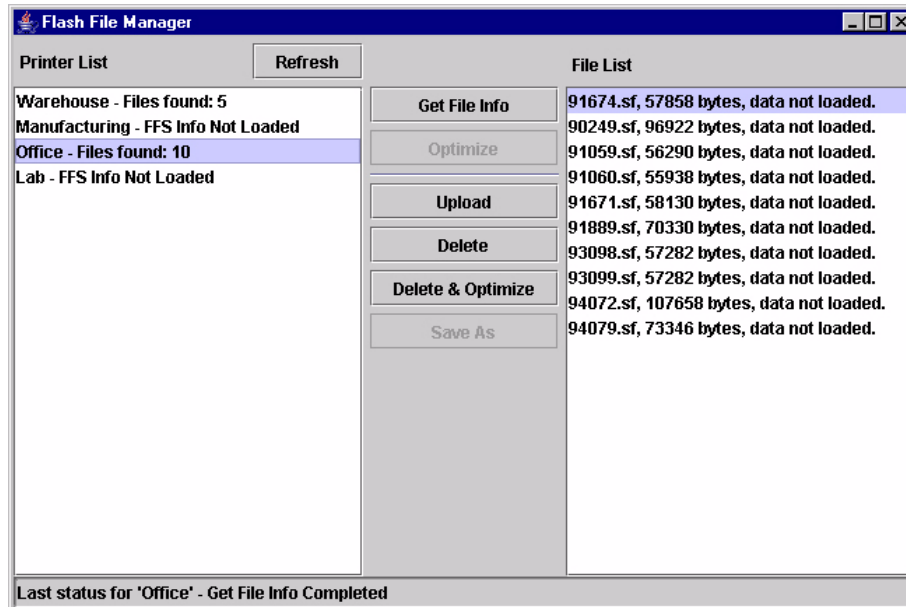 Flash File Manager
Printer List
Refresh
File List
Warehouse - Files found: 5
Manufacturing - FFS Info Not Loaded
Office - Files found: 10
Lab - FFS Info Not Loaded
Get File Info
Optimize
Upload
Delete
Delete & Optimize
Save As
91674.sf, 57858 bytes, data not loaded.
90249.sf, 96922 bytes, data not loaded.
91059.sf, 56290 bytes, data not loaded.
91060.sf, 55938 bytes, data not loaded.
91671.sf, 58130 bytes, data not loaded.
91889.sf, 70330 bytes, data not loaded.
93098.sf, 57282 bytes, data not loaded.
93099.sf, 57282 bytes, data not loaded.
94072.sf, 107658 bytes, data not loaded.
94079.sf, 73346 bytes, data not loaded.
Last status for 'Office' - Get File Info Completed